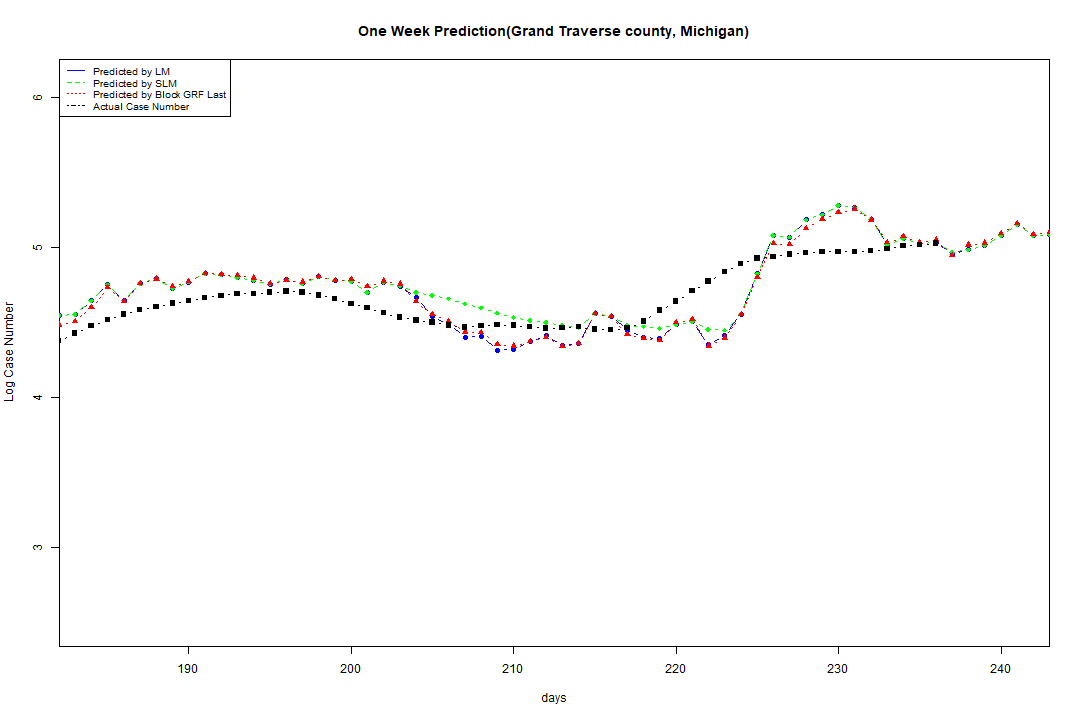 One Week Prediction(Grand Traverse county, Michigan)
Predicted by LM
Predicted by SLM
Predicted by Block GRF Last
Actual Case Number
6
5
4
3
Log Case Number
190 200 210 220 230 240
days